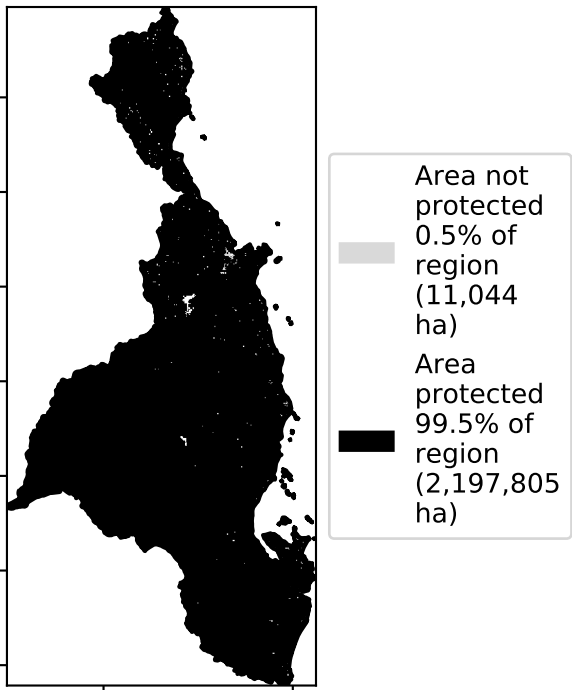 Area not
protected
0.5% of
region
(11,044
ha)
Area
protected
99.5% of
region
(2,197,805
ha)